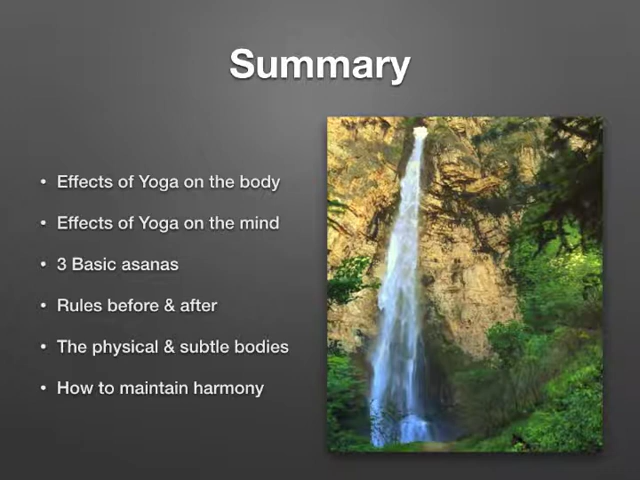 Summary
• Effects of Yoga on the body
• Effects of Yoga on the mind
• 3 Basic asanas
• Rules before & after
• The physical & subtle bodies
• How to maintain harmony